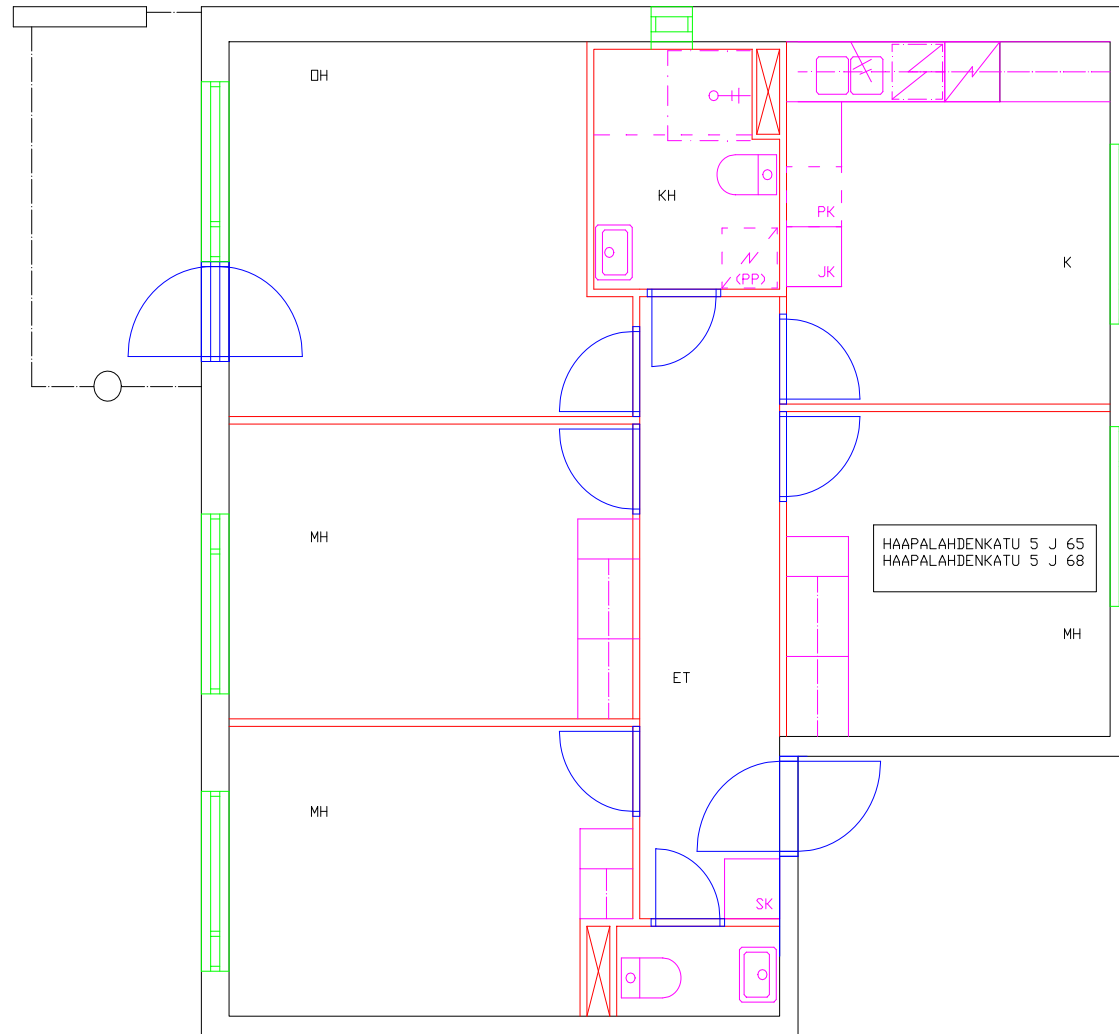 OH
KH
PK
JK
(PP)
K
MH
HAAPALAHDENKATU 5 J 65
HAAPALAHDENKATU 5 J 68
MH
ET
MH
SK